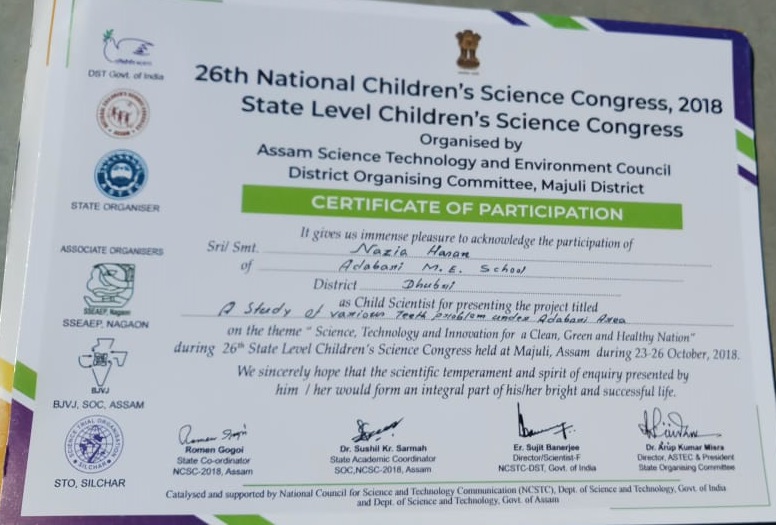 DST Govt. of India
STATE ORGANISER
ASSOCIATE ORGANISERS
SSEAEP, Nagaon
SSEAEP, NAGAON
BJVJ
BJVJ, SOC, ASSAM
SCIENCE TRIAL ORGANISATION
SILCHAR
STO, SILCHAR
26th National Children's Science Congress, 2018
State Level Children's Science Congress
Organised by
Assam Science Technology and Environment Council
District Organising Committee, Majuli District
CERTIFICATE OF PARTICIPATION
It gives us immense pleasure to acknowledge the participation of
Sri/ Smt. Nazia Hanan
of Adabani M.E. School
District Dhubri
as Child Scientist for presenting the project titled
A Study of various Teeth problem under Adabani Area
on the theme " Science, Technology and Innovation for a Clean, Green and Healthy Nation"
during 26th State Level Children's Science Congress held at Majuli, Assam during 23-26 October, 2018.
We sincerely hope that the scientific temperament and spirit of enquiry presented by
him / her would form an integral part of his/her bright and successful life.
Romen Gogoi
State Co-ordinator
NCSC-2018, Assam
Dr. Sushil Kr. Sarmah
State Academic Coordinator
SOC,NCSC-2018, Assam
Er. Sujit Banerjee
Director/Scientist-F
NCSTC-DST, Govt. of India
Dr. Arup Kumar Misra
Director, ASTEC & President
State Organising Committee
Catalysed and supported by National Council for Science and Technology Communication (NCSTC), Dept. of Science and Technology, Govt. of India
and Dept. of Science and Technology, Govt. of Assam